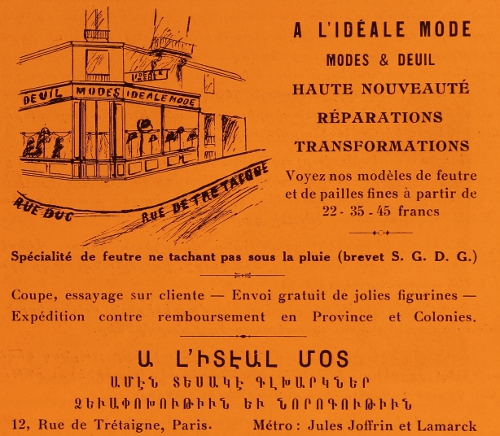 IDÉALE
DEUIL MODES IDEALE MODE
RUE DUC
RUE DE TRETAIGNE
A L'IDÉALE MODE
MODES & DEUIL
HAUTE NOUVEAUTÉ
RÉPARATIONS
TRANSFORMATIONS
Voyez nos modèles de feutre
et de pailles fines à partir de
22 - 35 - 45 francs
Spécialité de feutre ne tachant pas sous la pluie (brevet S. G. D. G.)
Coupe, essayage sur cliente — Envoi gratuit de jolies figurines —
Expédition contre remboursement en Province et Colonies.
Ա Լ'ԻՏԷԱԼ ՄՕՏ
ԱՄԷՆ ՏԵՍԱԿԷ ԳԼԽԱՐԿՆԵՐ
ՁԵՒԱՓՈԽՈՒԹԻՒՆ ԵՒ ՆՈՐՈԳՈՒԹԻՒՆ
12, Rue de Trétaigne, Paris. Métro : Jules Joffrin et Lamarck